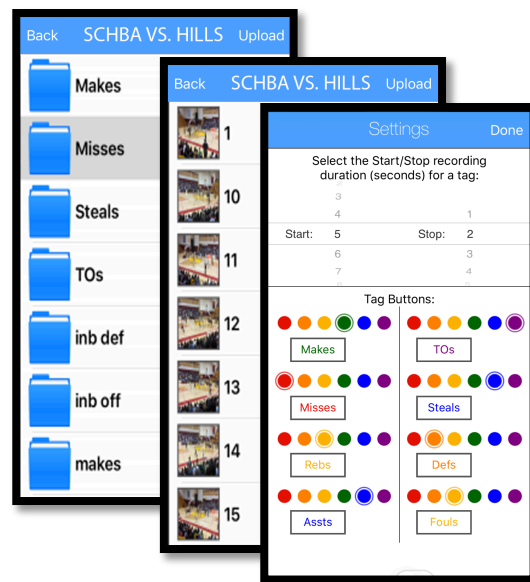 Back SCHBA VS. HILLS Upload
Makes
Misses
Steals
TOs
inb def
inb off
makes
Back SCHBA VS. HILLS Upload
1
10
11
12
13
14
15
Settings Done
Select the Start/Stop recording
duration (seconds) for a tag:
3
4 1
Start: 5 Stop: 2
6 3
7 4
Tag Buttons:
Makes TOs
Misses Steals
Rebs Defs
Assts Fouls